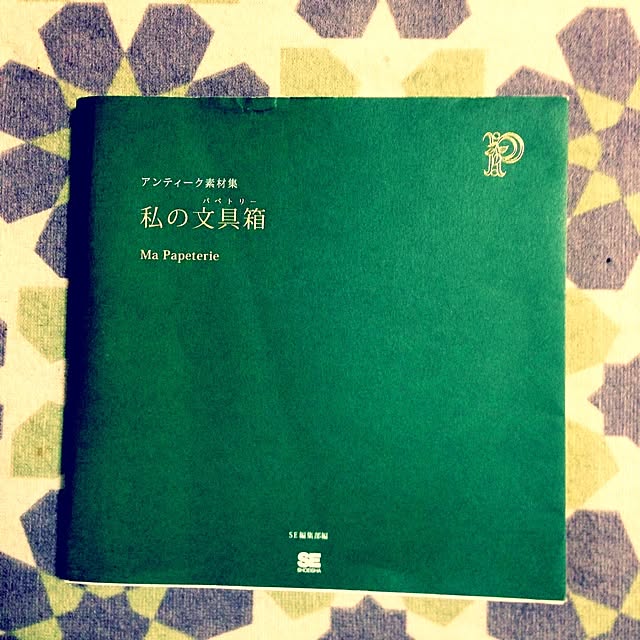 P
アンティーク素材集
パペトリー
私の文具箱
Ma Papeterie
SE編集部編
SE
SHOEISHA